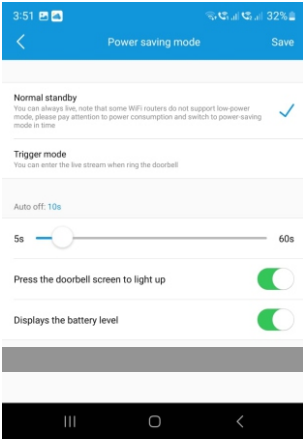 3:51 32%
Power saving mode Save
Normal standby
You can always live, note that some WiFi routers do not support low-power
mode, please pay attention to power consumption and switch to power-saving
mode in time
Trigger mode
You can enter the live stream when ring the doorbell
Auto off: 10s
5s 60s
Press the doorbell screen to light up
Displays the battery level